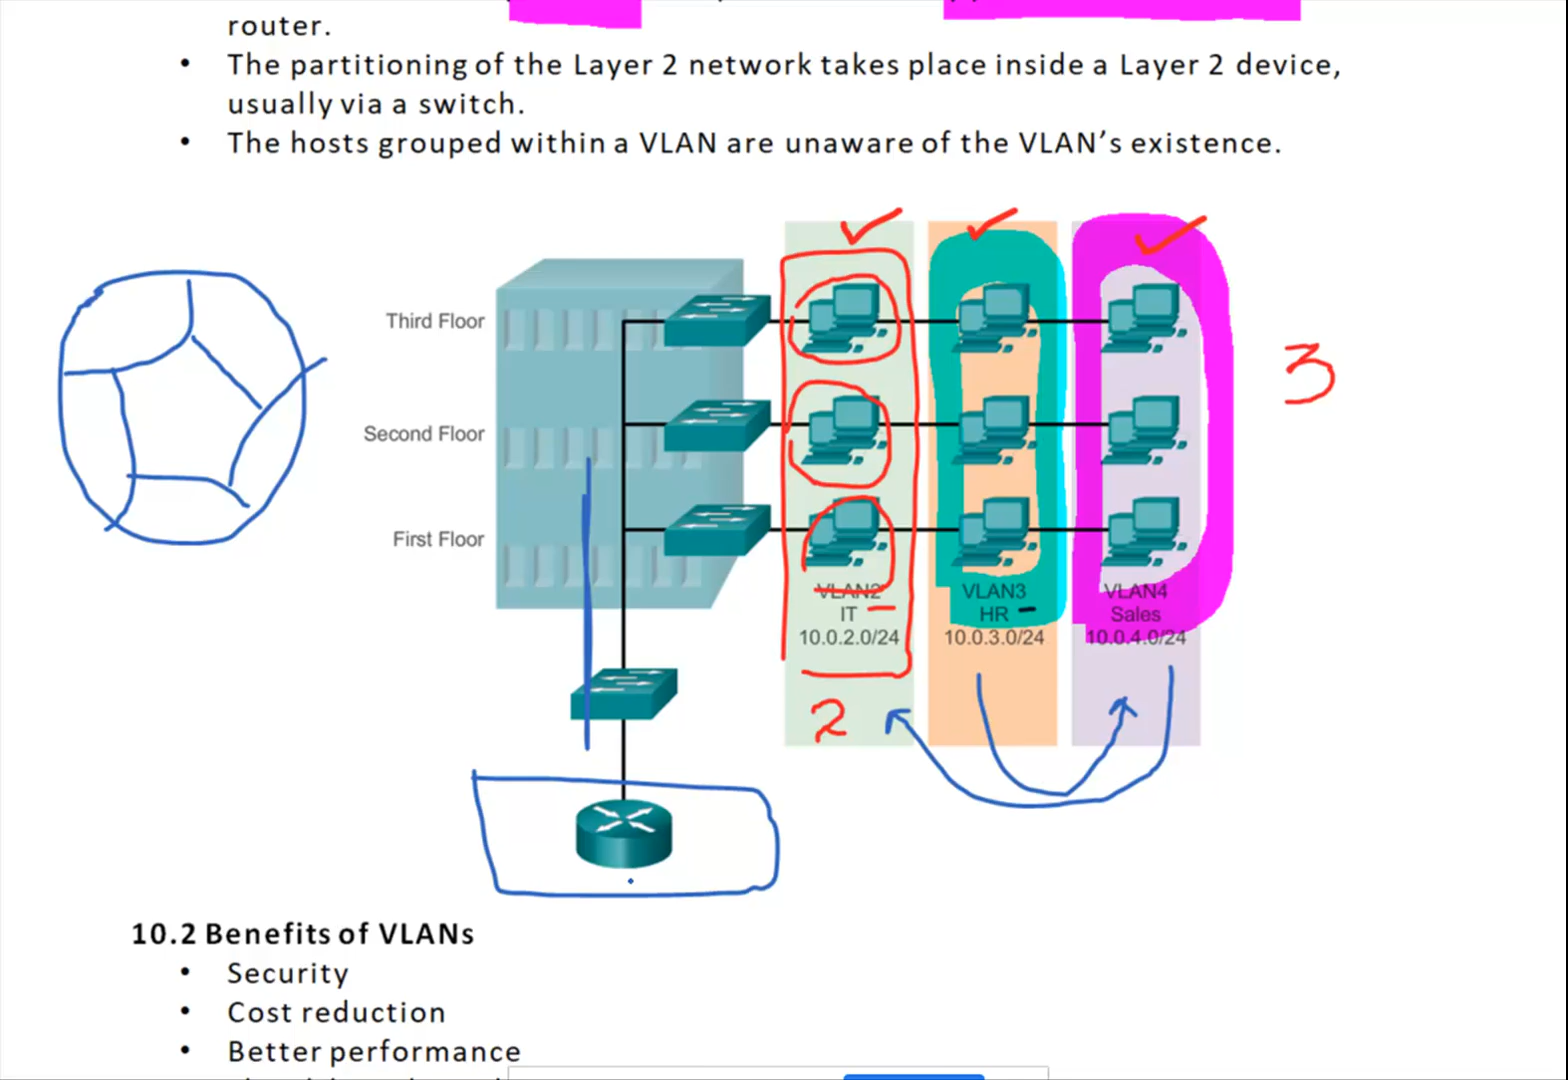 router.
• The partitioning of the Layer 2 network takes place inside a Layer 2 device,
usually via a switch.
• The hosts grouped within a VLAN are unaware of the VLAN’s existence.
Third Floor
Second Floor
First Floor
3
VLAN2
IT
10.0.2.0/24
VLAN3
HR
10.0.3.0/24
VLAN4
Sales
10.0.4.0/24
2
10.2 Benefits of VLANs
• Security
• Cost reduction
• Better performance